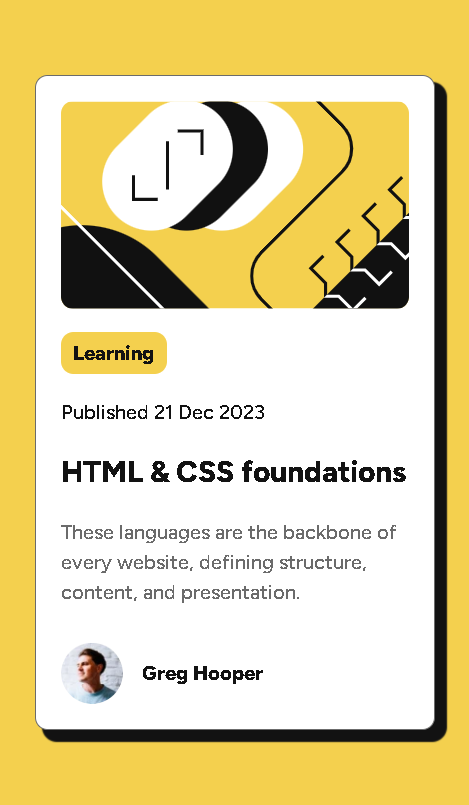 Learning
Published 21 Dec 2023
HTML & CSS foundations
These languages are the backbone of
every website, defining structure,
content, and presentation.
Greg Hooper